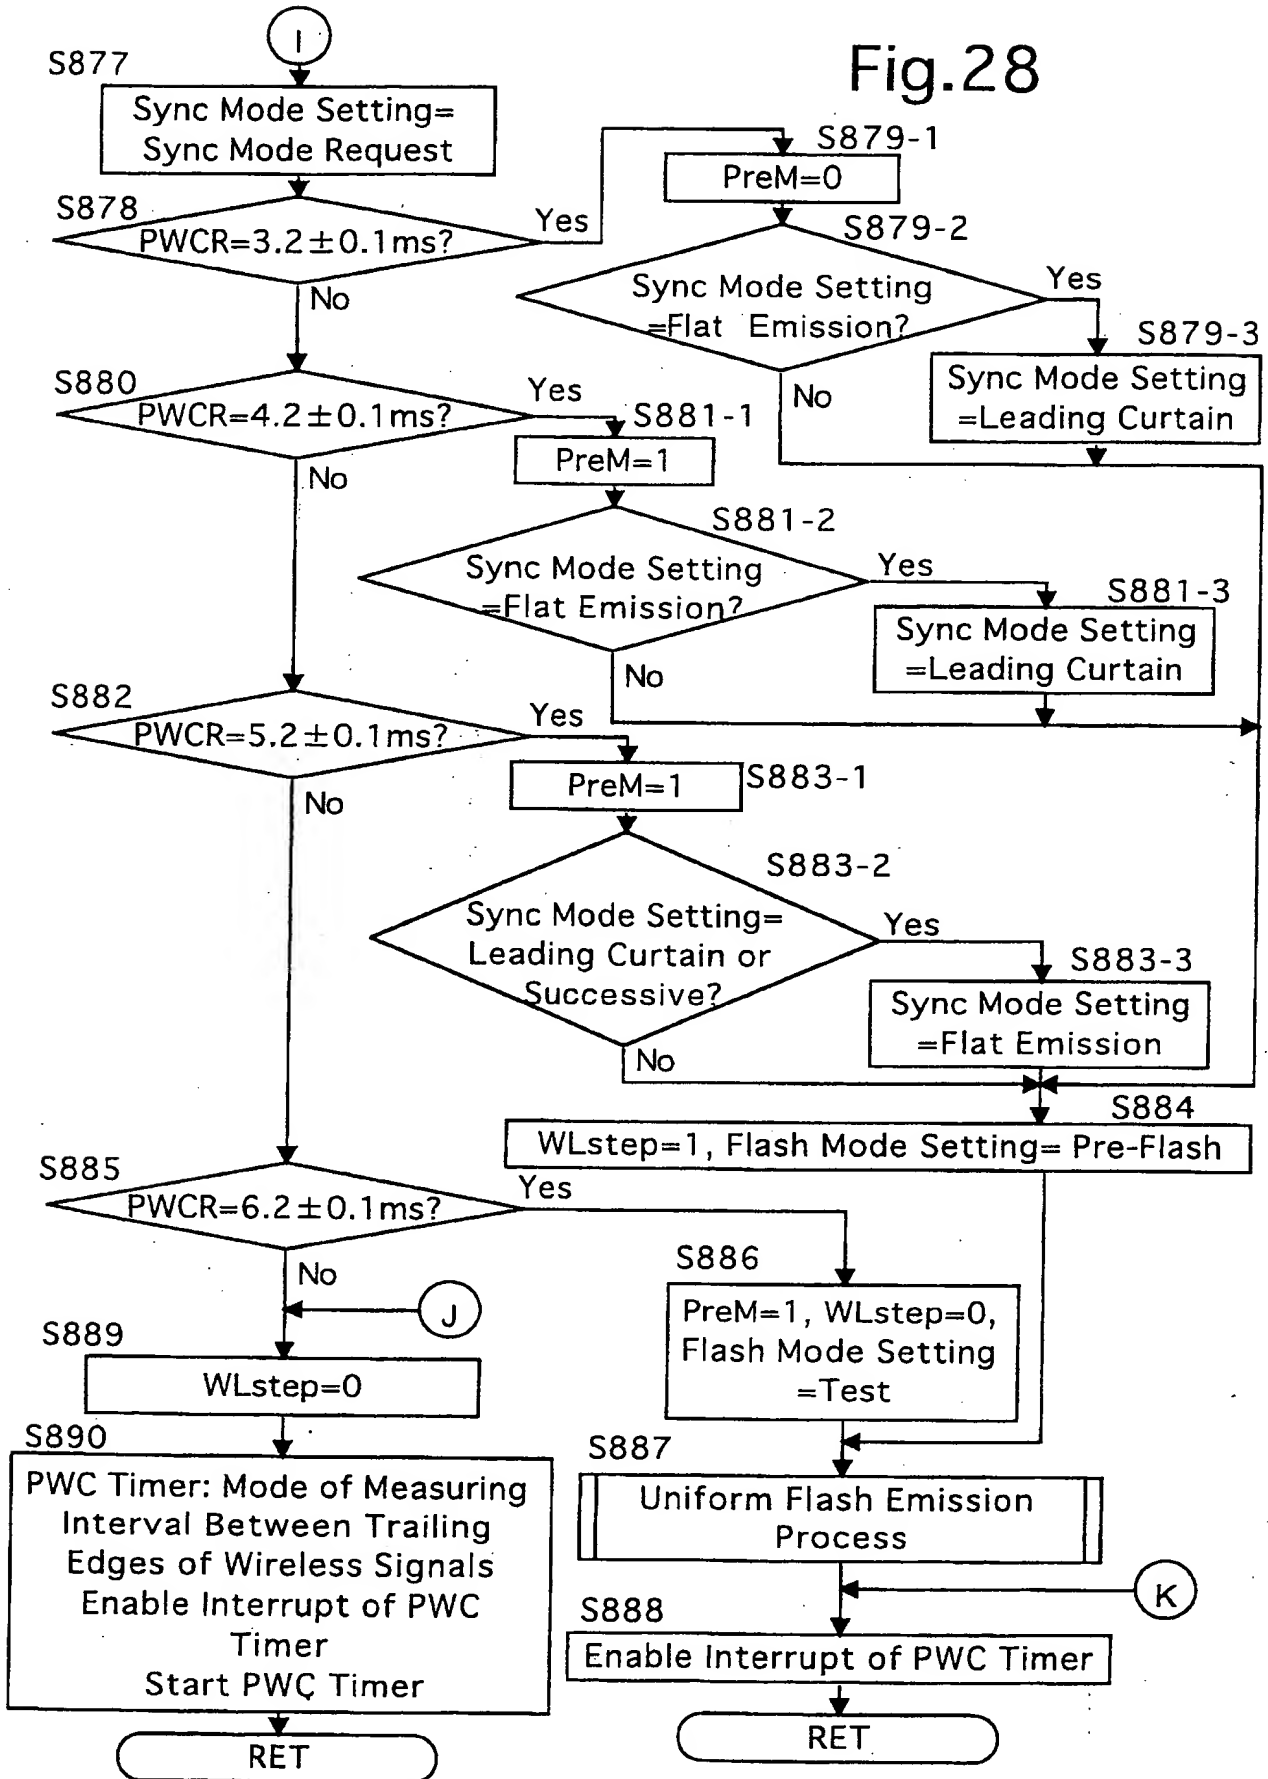 I
Fig.28
S877
Sync Mode Setting=
Sync Mode Request
S878
PWCR=3.2±0.1ms?
Yes
No
S879-1
PreM=0
S879-2
Sync Mode Setting
=Flat Emission?
Yes
No
S879-3
Sync Mode Setting
=Leading Curtain
S880
PWCR=4.2±0.1ms?
Yes
No
S881-1
PreM=1
S881-2
Sync Mode Setting
=Flat Emission?
Yes
No
S881-3
Sync Mode Setting
=Leading Curtain
S882
PWCR=5.2±0.1ms?
Yes
No
S883-1
PreM=1
S883-2
Sync Mode Setting=
Leading Curtain or
Successive?
Yes
No
S883-3
Sync Mode Setting
=Flat Emission
S884
WLstep=1, Flash Mode Setting= Pre-Flash
S885
PWCR=6.2±0.1ms?
Yes
No
J
S886
PreM=1, WLstep=0,
Flash Mode Setting
=Test
S889
WLstep=0
S890
PWC Timer: Mode of Measuring
Interval Between Trailing
Edges of Wireless Signals
Enable Interrupt of PWC
Timer
Start PWC Timer
RET
S887
Uniform Flash Emission
Process
K
S888
Enable Interrupt of PWC Timer
RET